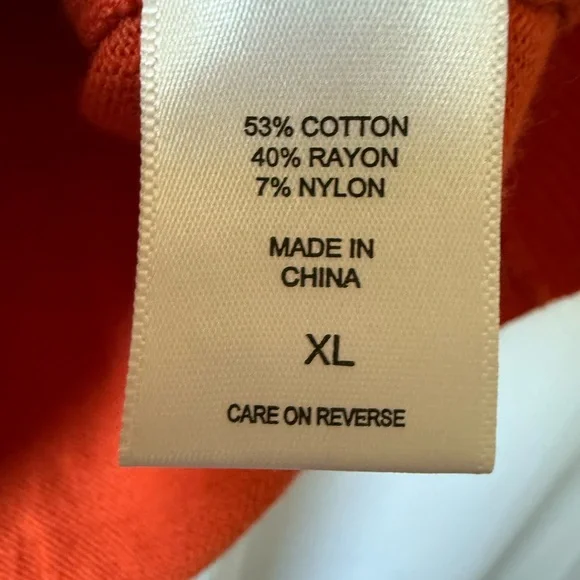 53% COTTON
40% RAYON
7% NYLON
MADE IN
CHINA
XL
CARE ON REVERSE